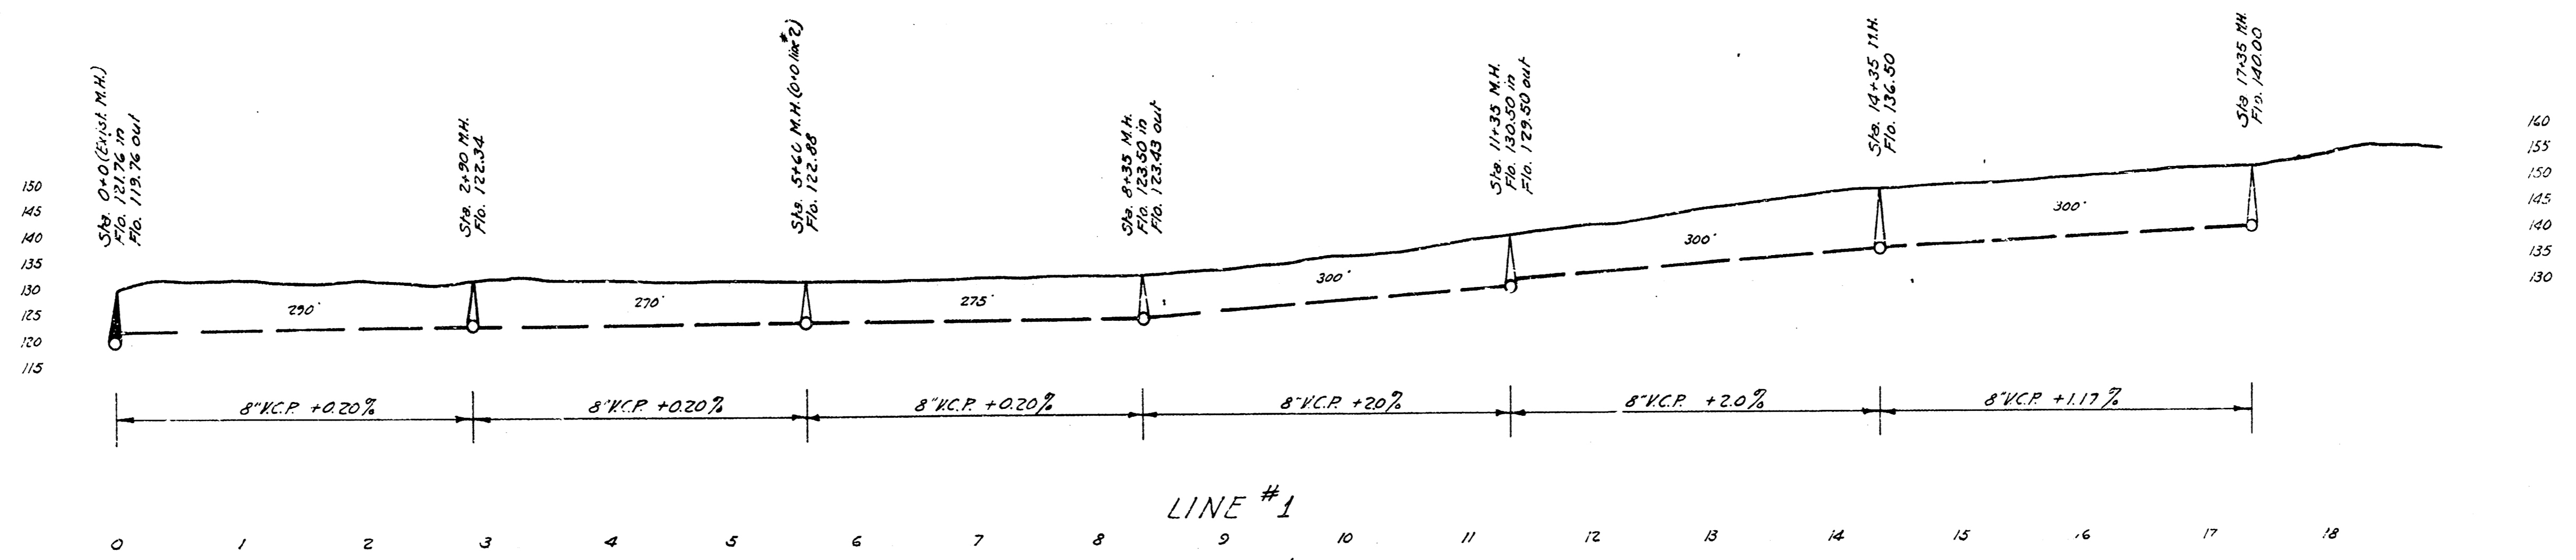 Sta. 0+0 (Exist. M.H.)
Flo. 121.76 in
Flo. 119.76 out
Sta. 2+90 M.H.
Flo. 122.34
Sta. 5+60 M.H. (0+0 line #2)
Flo. 122.88
Sta. 8+35 M.H.
Flo. 123.50 in
Flo. 123.43 out
Sta. 11+35 M.H.
Flo. 130.50 in
Flo. 129.50 out
Sta. 14+35 M.H.
Flo. 136.50
Sta 17+35 M.H.
Flo. 140.00
150
145
140
135
130
125
120
115
160
155
150
145
140
135
130
290'
270'
275'
300'
300'
300'
8" V.C.P. +0.20%
8" V.C.P. +0.20%
8" V.C.P. +0.20%
8" V.C.P. +2.0%
8" V.C.P. +2.0%
8" V.C.P. +1.17%
LINE #1
0 1 2 3 4 5 6 7 8 9 10 11 12 13 14 15 16 17 18